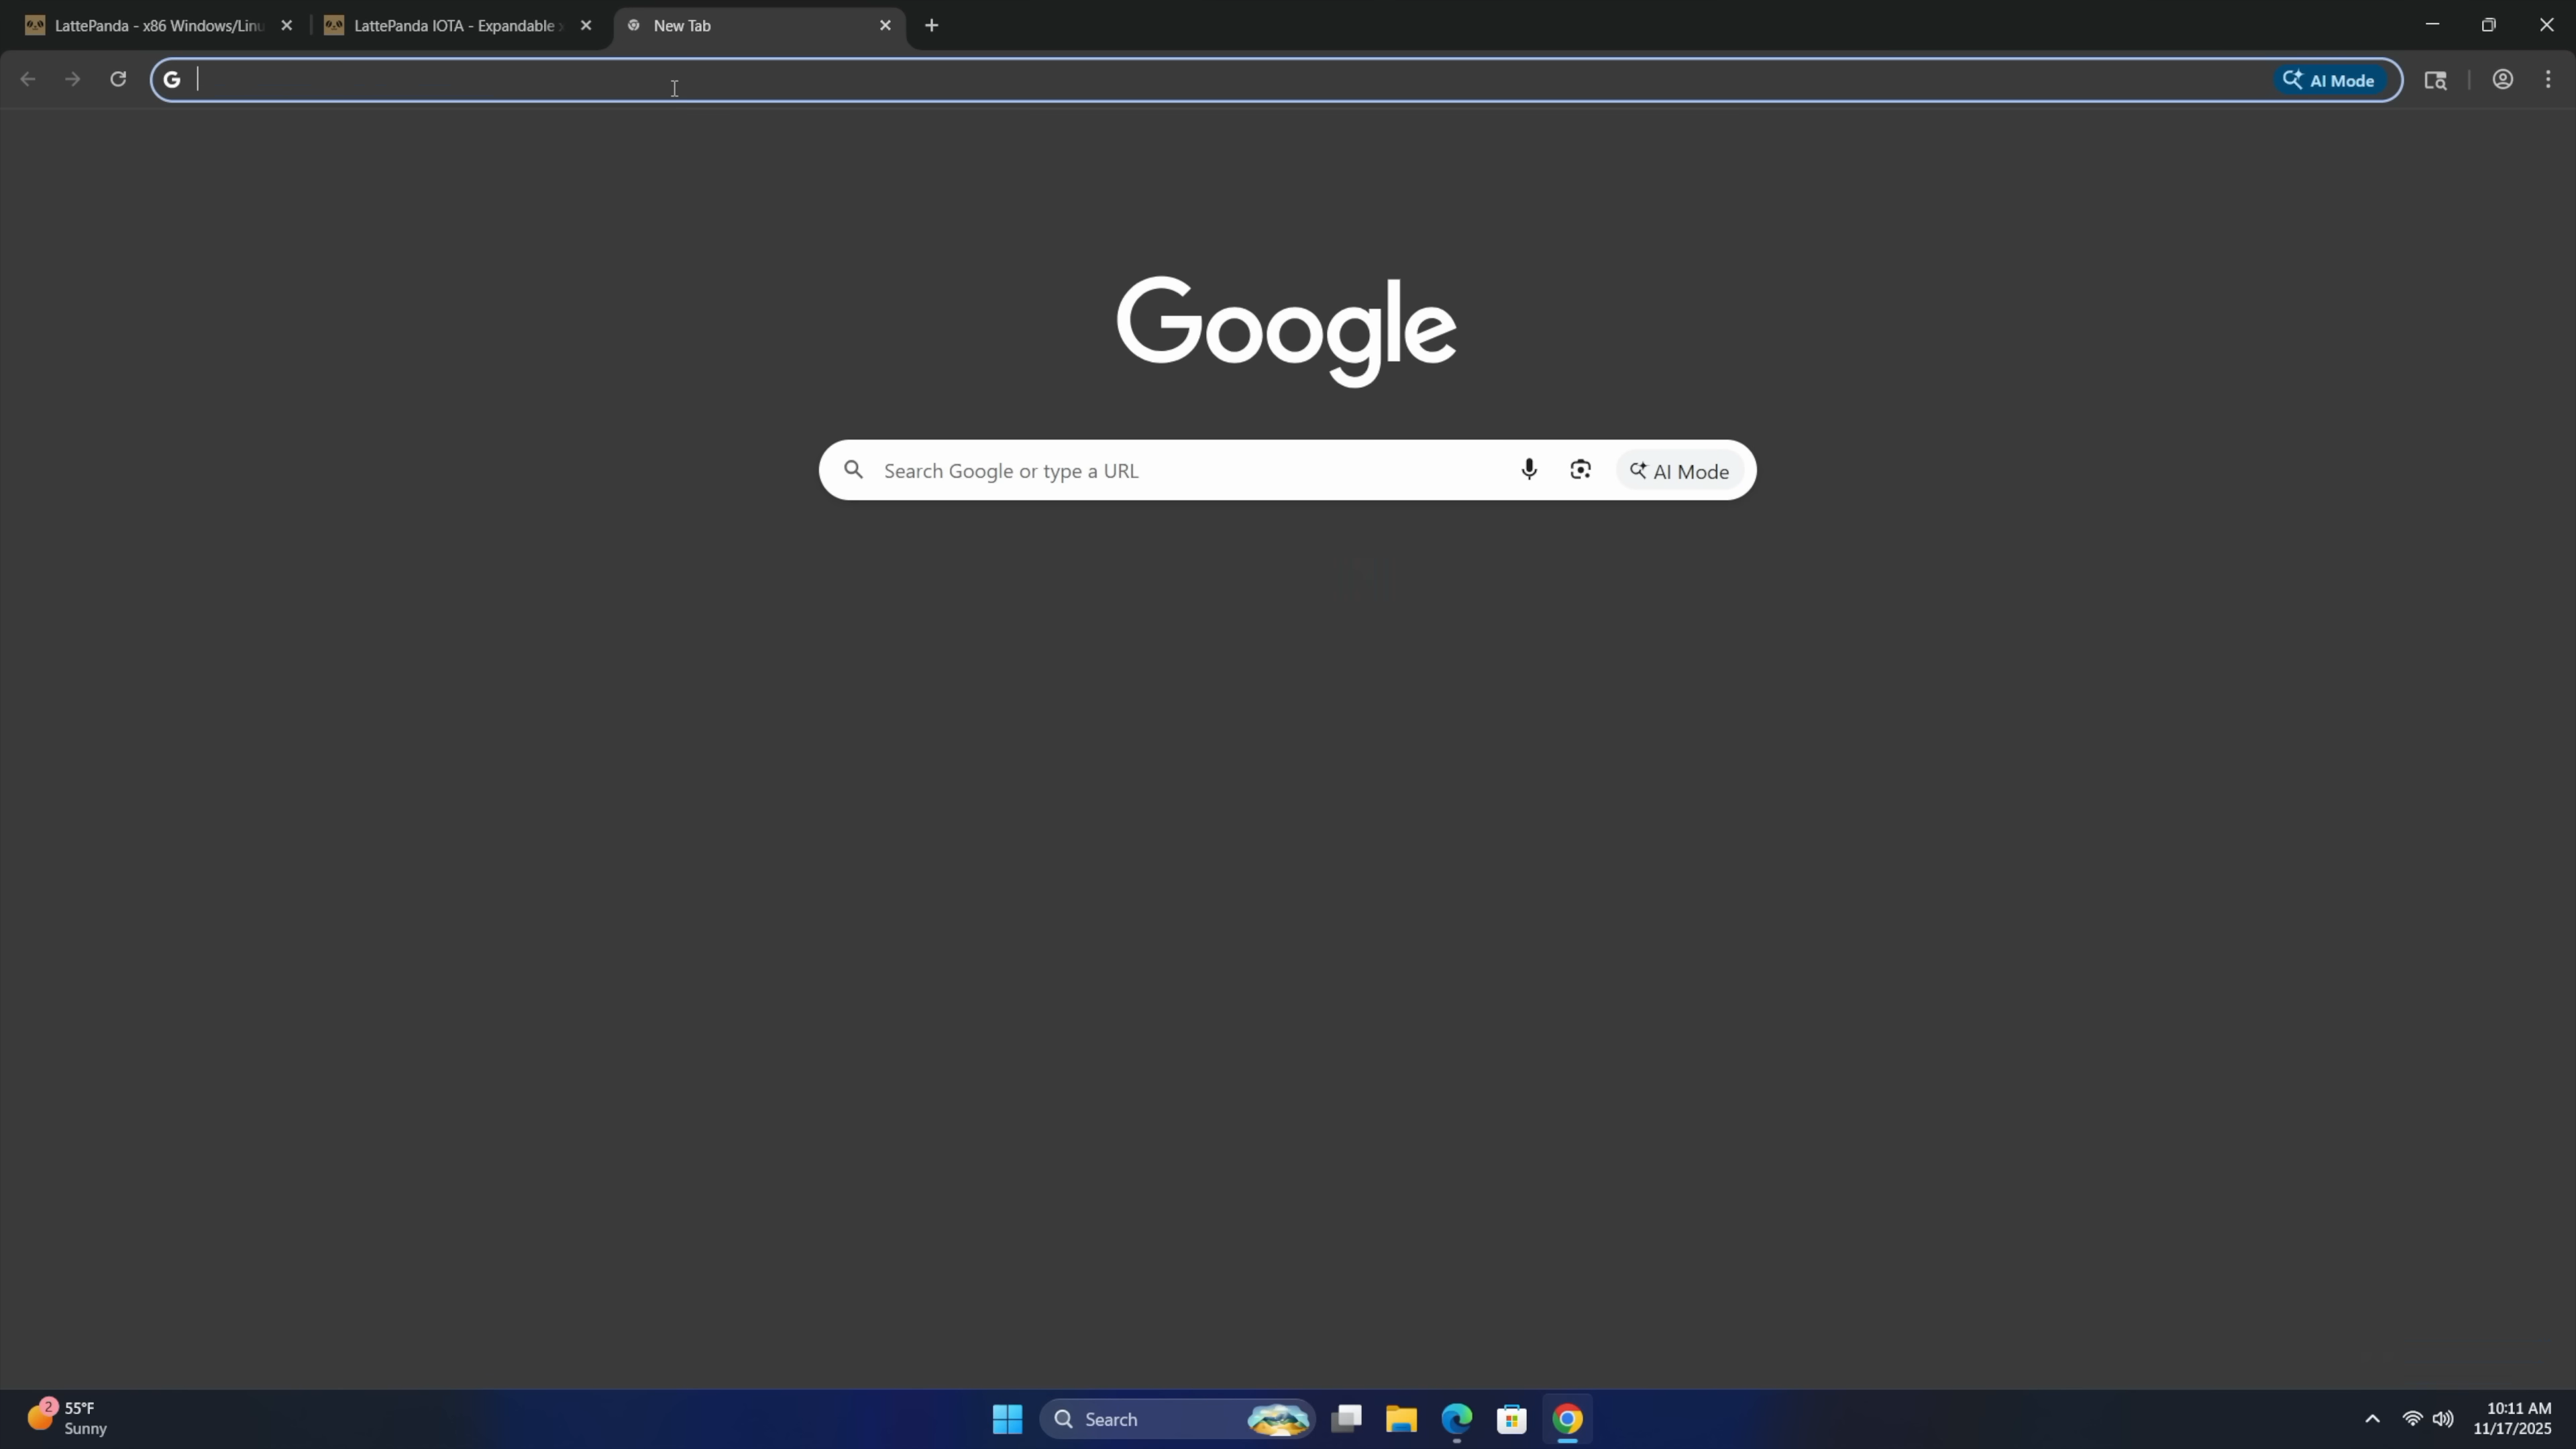 LattePanda - x86 Windows/Linu
LattePanda IOTA - Expandable
New Tab
G
AI Mode
Google
Search Google or type a URL
AI Mode
2
55°F
Sunny
Search
10:11 AM
11/17/2025